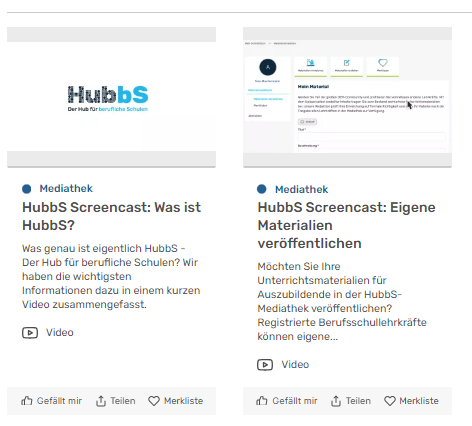 HubbS
Der Hub für berufliche Schulen
Mediathek
HubbS Screencast: Was ist
HubbS?
Was genau ist eigentlich HubbS -
Der Hub für berufliche Schulen? Wir
haben die wichtigsten
Informationen dazu in einem kurzen
Video zusammengefasst.
Video
Gefällt mir
Teilen
Merkliste
Mein Material
Mediathek
HubbS Screencast: Eigene
Materialien
veröffentlichen
Möchten Sie Ihre
Unterrichtsmaterialien für
Auszubildende in der HubbS-
Mediathek veröffentlichen?
Registrierte Berufsschullehrkräfte
können eigene...
Video
Gefällt mir
Teilen
Merkliste